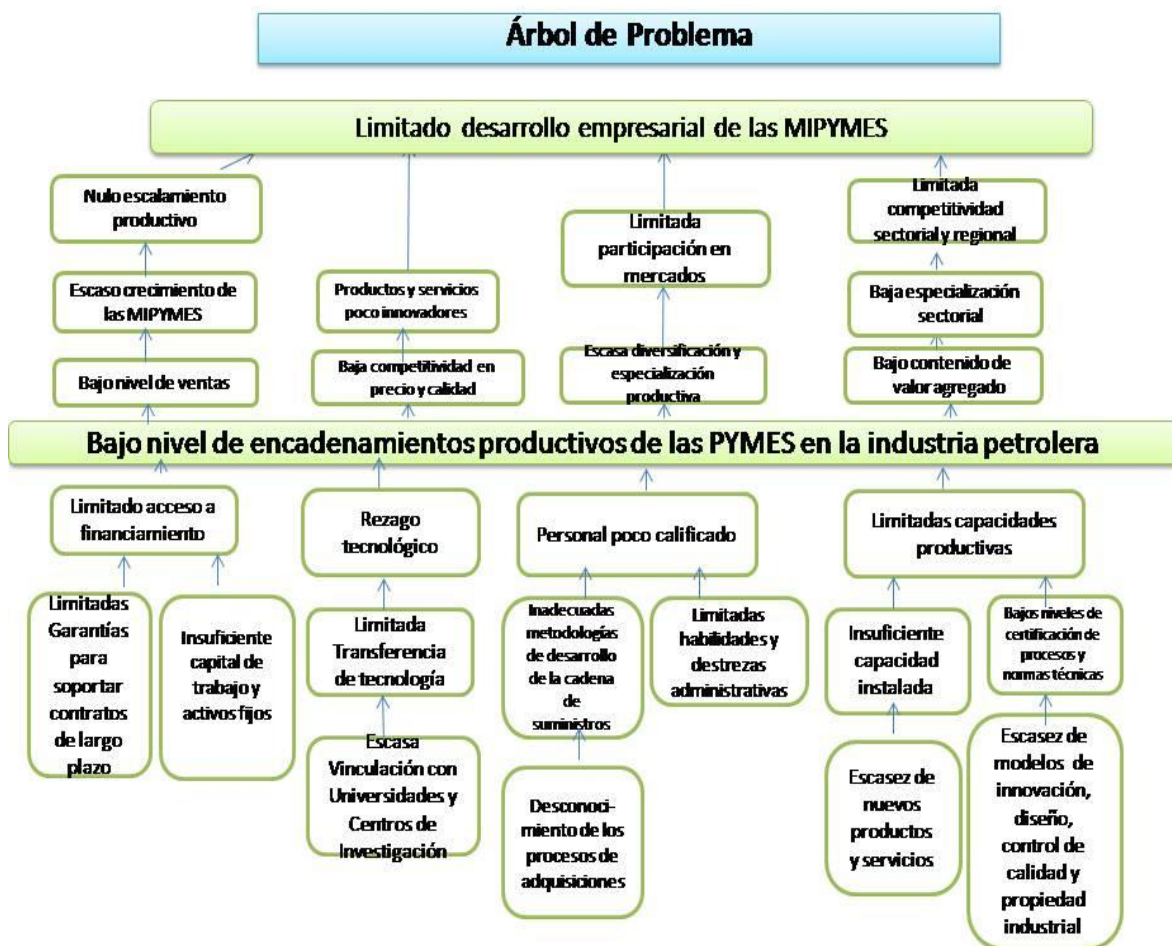 Árbol de Problema
Limitado desarrollo empresarial de las MIPYMES
Nulo escalamiento
productivo
Escaso crecimiento de
las MIPYMES
Bajo nivel de ventas
Productos y servicios
poco innovadores
Baja competitividad en
precio y calidad
Limitada
participación en
mercados
Escasa diversificación y
especialización
productiva
Limitada
competitividad
sectorial y regional
Baja especialización
sectorial
Bajo contenido de
valor agregado
Bajo nivel de encadenamientos productivos de las PYMES en la industria petrolera
Limitado acceso a
financiamiento
Limitadas
Garantías
para
soportar
contratos
de largo
plazo
Insuficiente
capital de
trabajo y
activos fijos
Rezago
tecnológico
Limitada
Transferencia
de tecnología
Escasa
Vinculación con
Universidades y
Centros de
Investigación
Personal poco calificado
Inadecuadas
metodologías
de desarrollo
de la cadena
de
suministros
Desconoci-
miento de los
procesos de
adquisiciones
Limitadas
habilidades y
destrezas
administrativas
Limitadas capacidades
productivas
Insuficiente
capacidad
instalada
Escasez de
nuevos
productos
y servicios
Bajos niveles de
certificación de
procesos y
normas técnicas
Escasez de
modelos de
innovación,
diseño,
control de
calidad y
propiedad
industrial